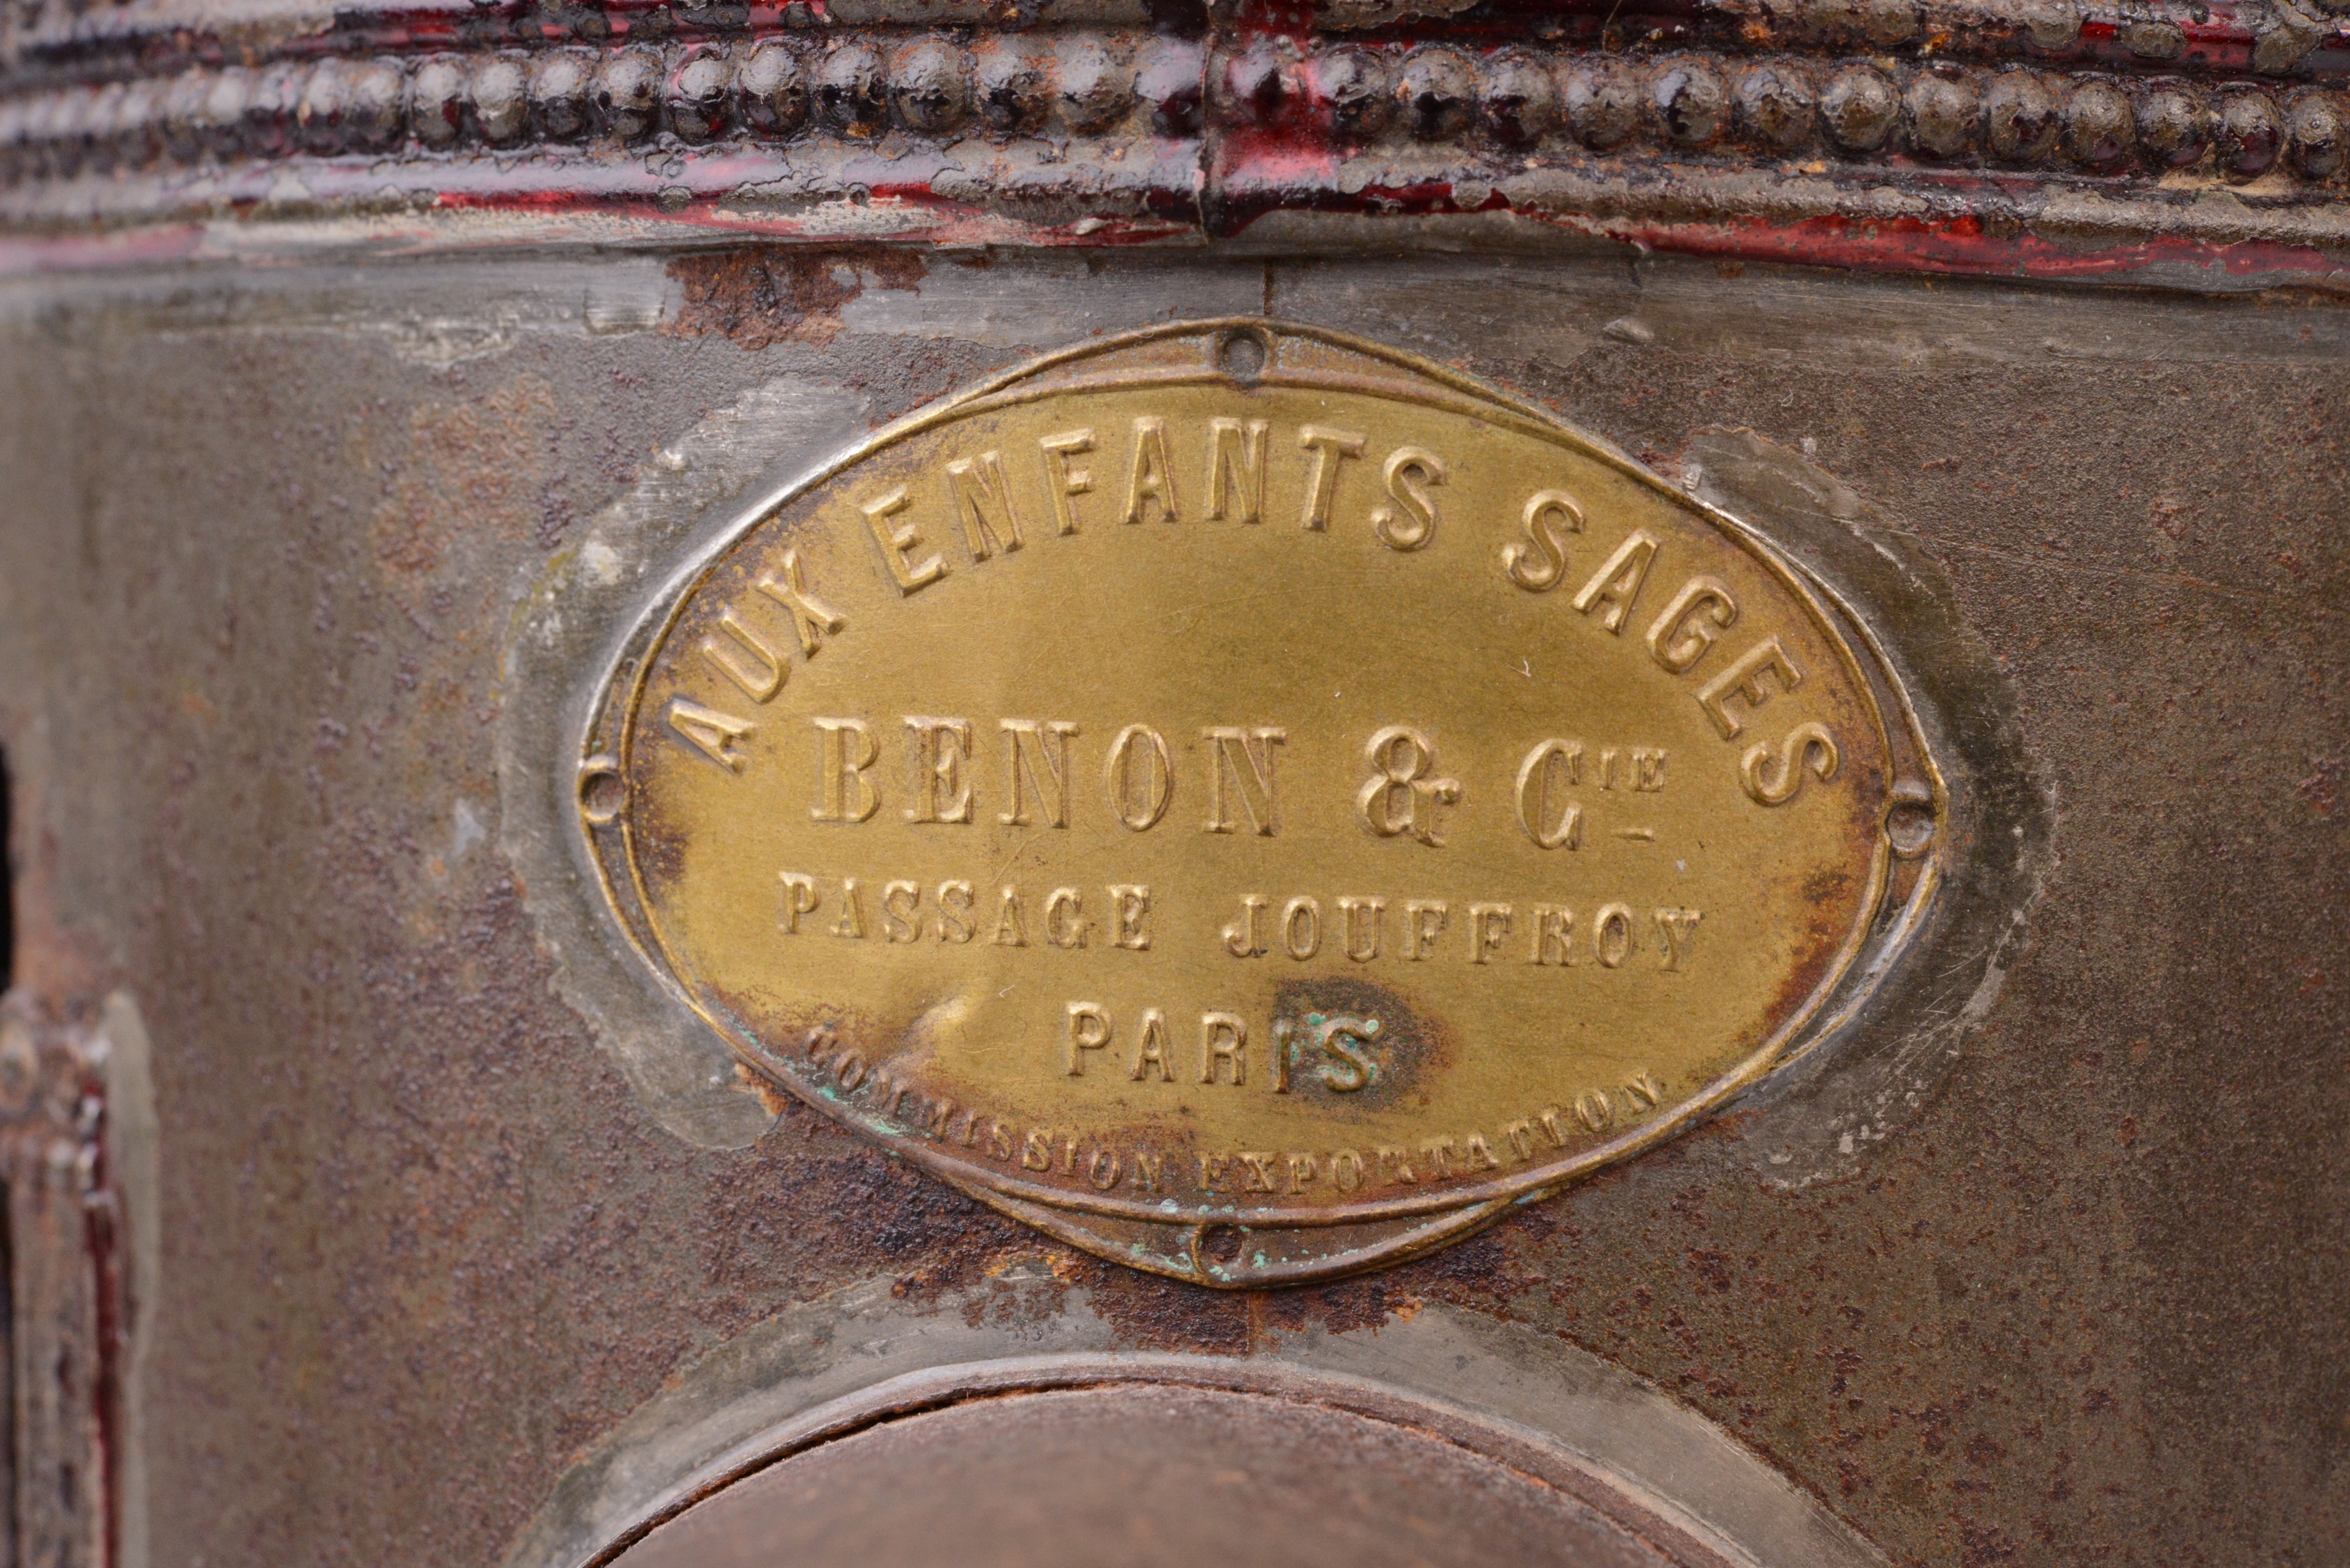 AUX ENFANTS SAGES
BENON & CIE
PASSAGE JOUFFROY
PARIS
COMMISSION EXPORTATION